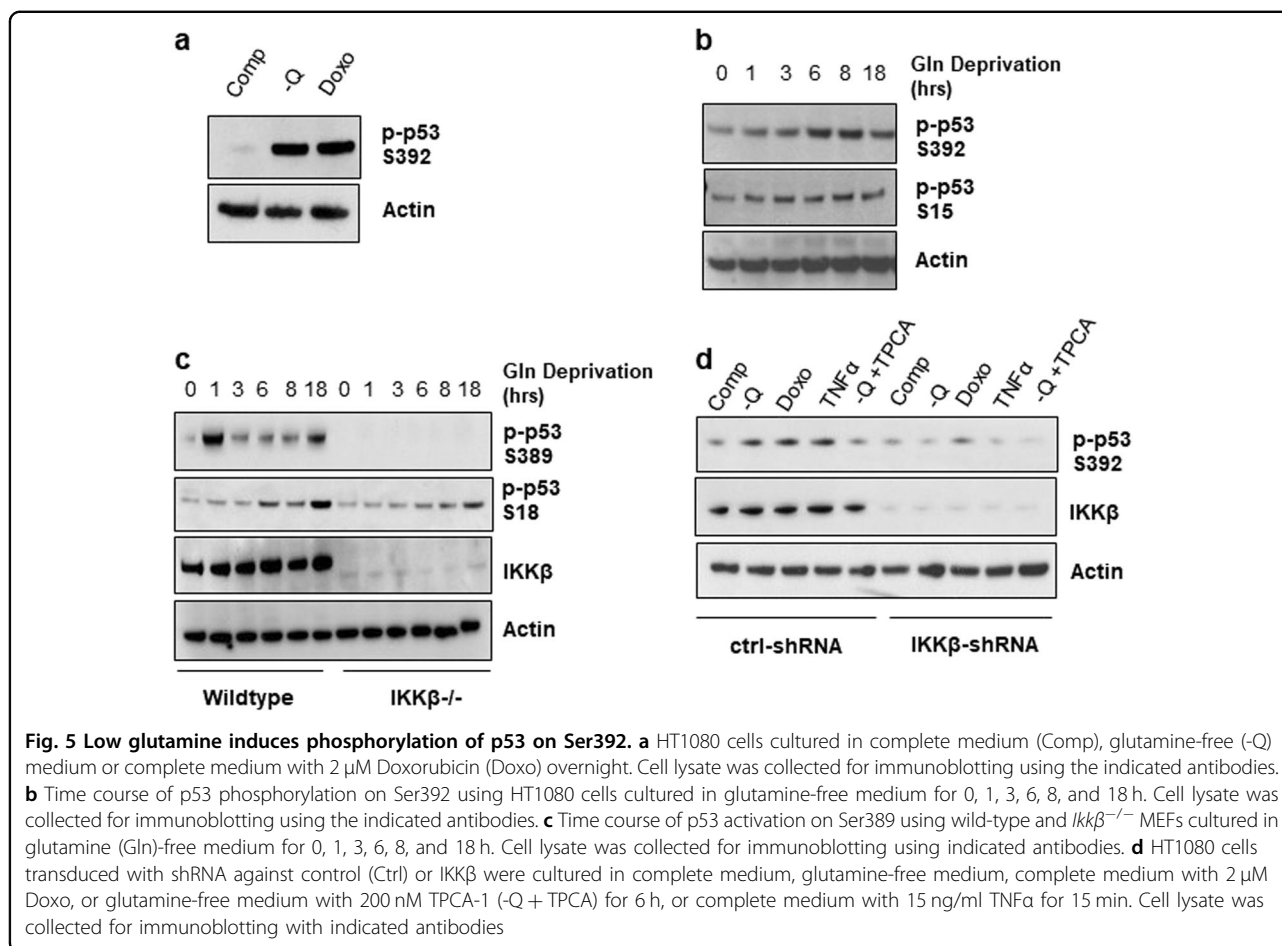 a
Comp -Q Doxo
p-p53
S392
Actin
b
0 1 3 6 8 18
Gln Deprivation
(hrs)
p-p53
S392
p-p53
S15
Actin
c
0 1 3 6 8 18 0 1 3 6 8 18
Gln Deprivation
(hrs)
p-p53
S389
p-p53
S18
IKKβ
Actin
Wildtype IKKβ-/-
d
Comp -Q Doxo TNFα -Q+TPCA Comp -Q Doxo TNFα -Q+TPCA
p-p53
S392
IKKβ
Actin
ctrl-shRNA IKKβ-shRNA
Fig. 5 Low glutamine induces phosphorylation of p53 on Ser392. a HT1080 cells cultured in complete medium (Comp), glutamine-free (-Q)
medium or complete medium with 2 μM Doxorubicin (Doxo) overnight. Cell lysate was collected for immunoblotting using the indicated antibodies.
b Time course of p53 phosphorylation on Ser392 using HT1080 cells cultured in glutamine-free medium for 0, 1, 3, 6, 8, and 18 h. Cell lysate was
collected for immunoblotting using the indicated antibodies. c Time course of p53 activation on Ser389 using wild-type and Ikkβ−/− MEFs cultured in
glutamine (Gln)-free medium for 0, 1, 3, 6, 8, and 18 h. Cell lysate was collected for immunoblotting using indicated antibodies. d HT1080 cells
transduced with shRNA against control (Ctrl) or IKKβ were cultured in complete medium, glutamine-free medium, complete medium with 2 μM
Doxo, or glutamine-free medium with 200 nM TPCA-1 (-Q + TPCA) for 6 h, or complete medium with 15 ng/ml TNFα for 15 min. Cell lysate was
collected for immunoblotting with indicated antibodies